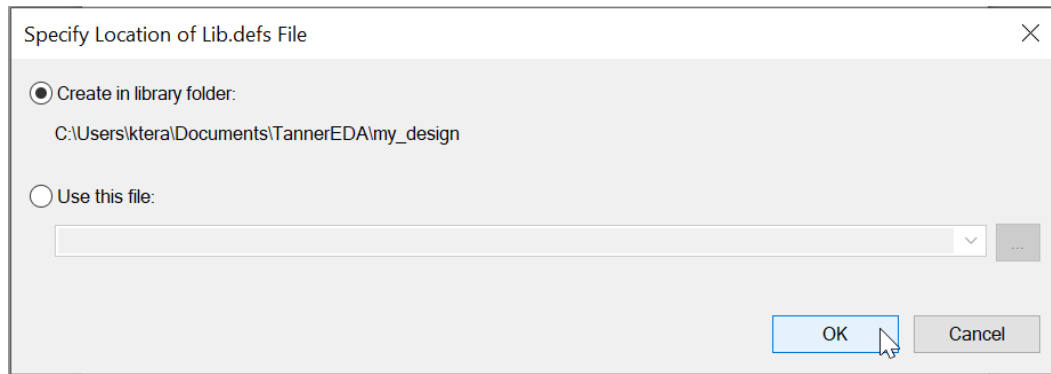 Specify Location of Lib.defs File
Create in library folder:
C:\Users\ktera\Documents\TannerEDA\my_design
Use this file:
...
OK
Cancel